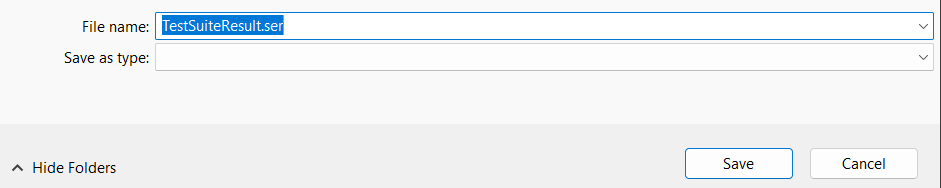 File name: TestSuiteResult.ser
Save as type:
Hide Folders Save Cancel